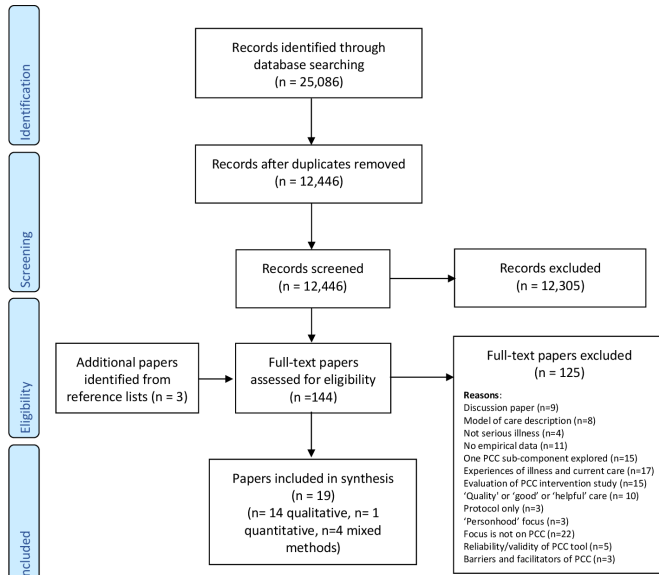 Identification
Records identified through
database searching
(n = 25,086)
Records after duplicates removed
(n = 12,446)
Screening
Records screened
(n = 12,446)
Records excluded
(n = 12,305)
Eligibility
Additional papers
identified from
reference lists (n = 3)
Full-text papers
assessed for eligibility
(n =144)
Full-text papers excluded
(n = 125)
Reasons:
Discussion paper (n=9)
Model of care description (n=8)
Not serious illness (n=4)
No empirical data (n=11)
One PCC sub-component explored (n=15)
Experiences of illness and current care (n=17)
Evaluation of PCC intervention study (n=15)
‘Quality’ or ‘good’ or ‘helpful’ care (n= 10)
Protocol only (n=3)
‘Personhood’ focus (n=3)
Focus is not on PCC (n=22)
Reliability/validity of PCC tool (n=5)
Barriers and facilitators of PCC (n=3)
ncluded
Papers included in synthesis
(n = 19)
(n= 14 qualitative, n= 1
quantitative, n=4 mixed
methods)